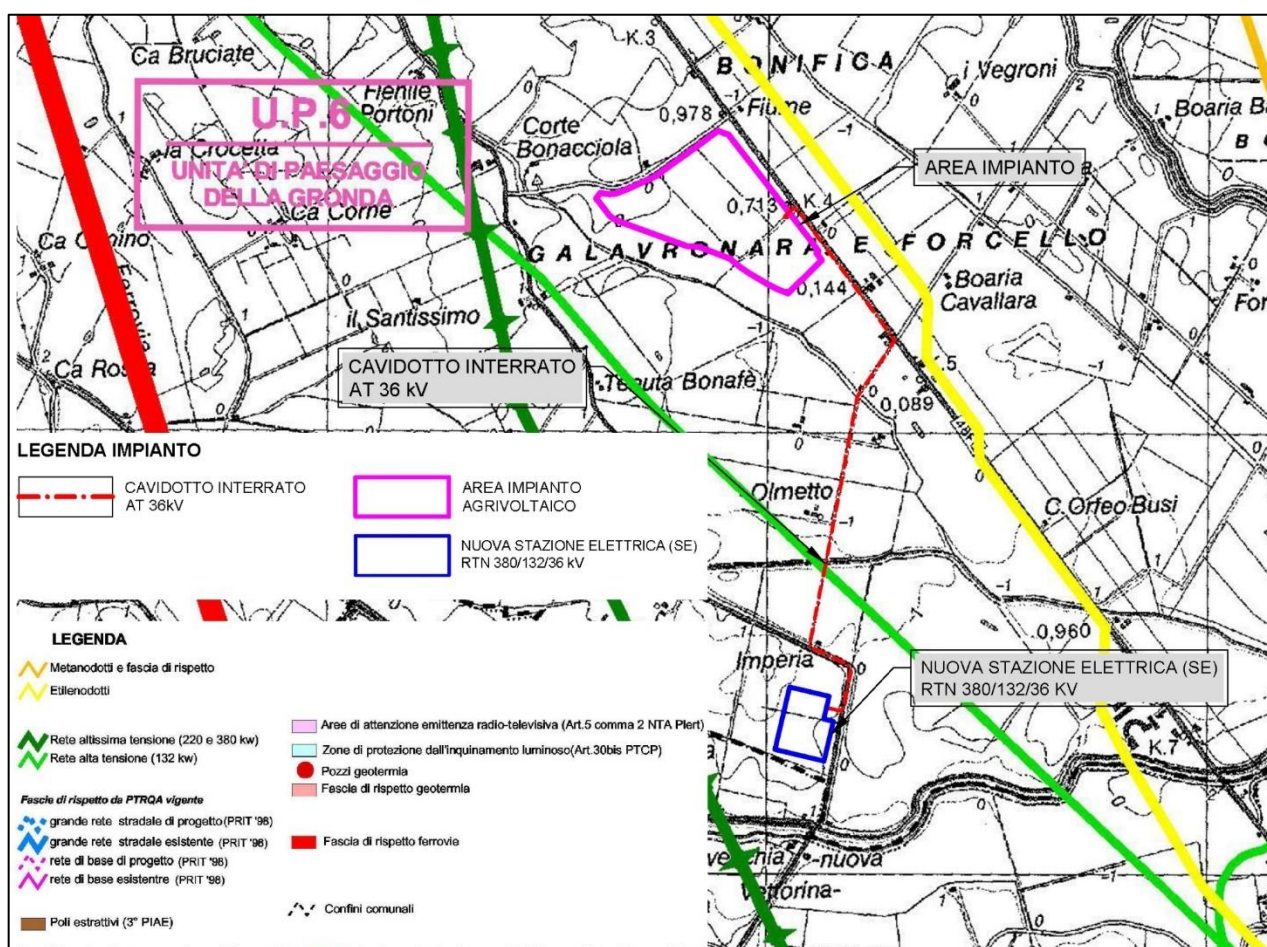 Ca Bruciate
Fienile
Portoni
K.3
BONIFICA
i Vegroni
Boaria
U.P.6
UNITA' DI PAESAGGIO
DELLA GRONDA
la Crocetta
Ca Corne
Corte
Bonacciola
0,978
Fiume
AREA IMPIANTO
0,713
K.4
GALAVRONARA E FORCELLO
Ferrovia
il Santissimo
0,144
Boaria
Cavallara
CAVIDOTTO INTERRATO
AT 36 kV
Tenuta Bonafè
K.5
0,089
Olmetto
C. Orfeo Busi
0,960
Imperia
NUOVA STAZIONE ELETTRICA (SE)
RTN 380/132/36 KV
K.7
-nuova
Vettorina-
LEGENDA IMPIANTO
CAVIDOTTO INTERRATO
AT 36kV
AREA IMPIANTO
AGRIVOLTAICO
NUOVA STAZIONE ELETTRICA (SE)
RTN 380/132/36 kV
LEGENDA
Metanodotti e fascia di rispetto
Etilenodotti
Rete altissima tensione (220 e 380 kw)
Rete alta tensione (132 kw)
Fascie di rispetto da PTRQA vigente
grande rete stradale di progetto (PRIT '98)
grande rete stradale esistente (PRIT '98)
rete di base di progetto (PRIT '98)
rete di base esistentre (PRIT '98)
Poli estrattivi (3° PIAE)
Aree di attenzione emittenza radio-televisiva (Art.5 comma 2 NTA Plert)
Zone di protezione dall'inquinamento luminoso(Art.30bis PTCP)
Pozzi geotermia
Fascia di rispetto geotermia
Fascia di rispetto ferrovie
Confini comunali